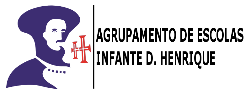 AGRUPAMENTO DE ESCOLAS
INFANTE D. HENRIQUE